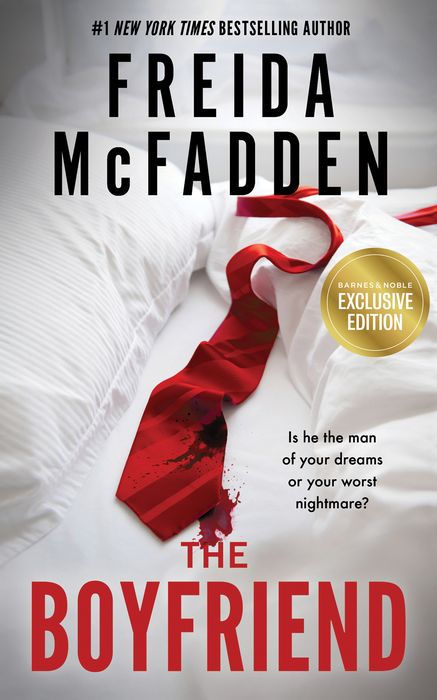 #1 NEW YORK TIMES BESTSELLING AUTHOR
FREIDA
McFADDEN
BARNES & NOBLE
EXCLUSIVE
EDITION
Is he the man
of your dreams
or your worst
nightmare?
THE
BOYFRIEND